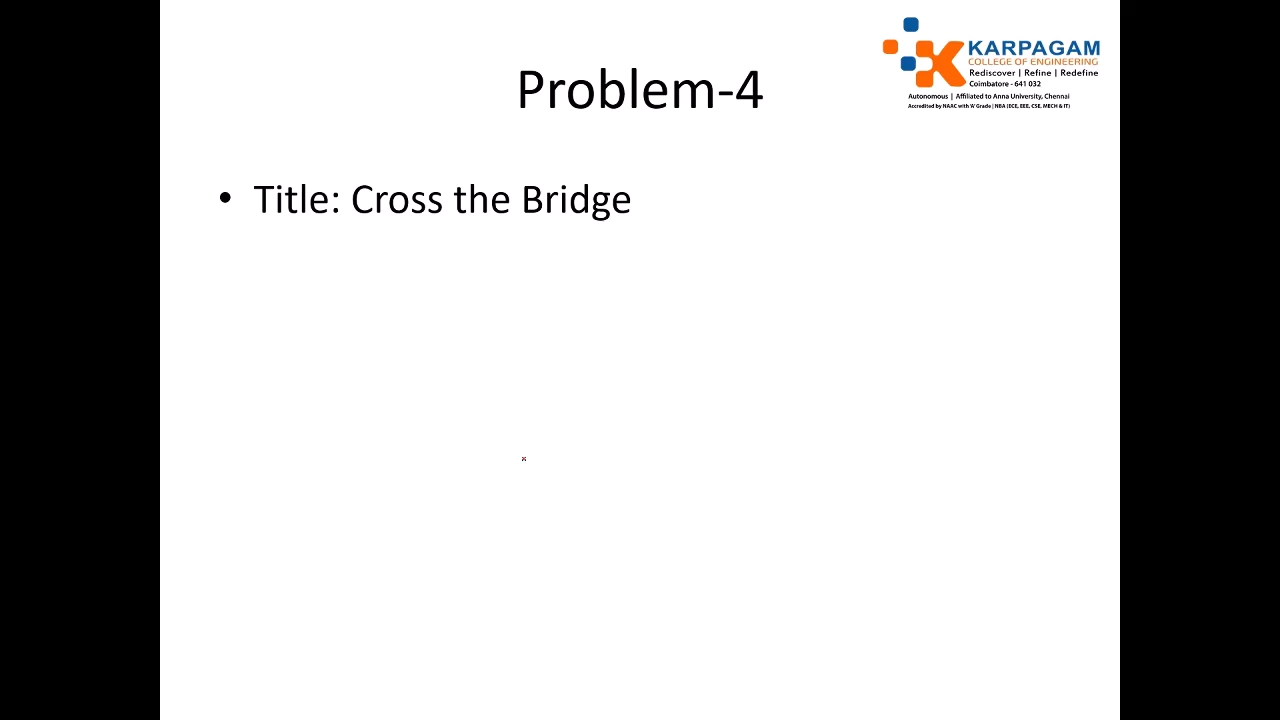 Problem-4
KARPAGAM
COLLEGE OF ENGINEERING
Rediscover | Refine | Redefine
Coimbatore - 641 032
Autonomous | Affiliated to Anna University, Chennai
Accredited by NAAC with 'A' Grade | NBA (ECE, EEE, CSE, MECH & IT)
• Title: Cross the Bridge